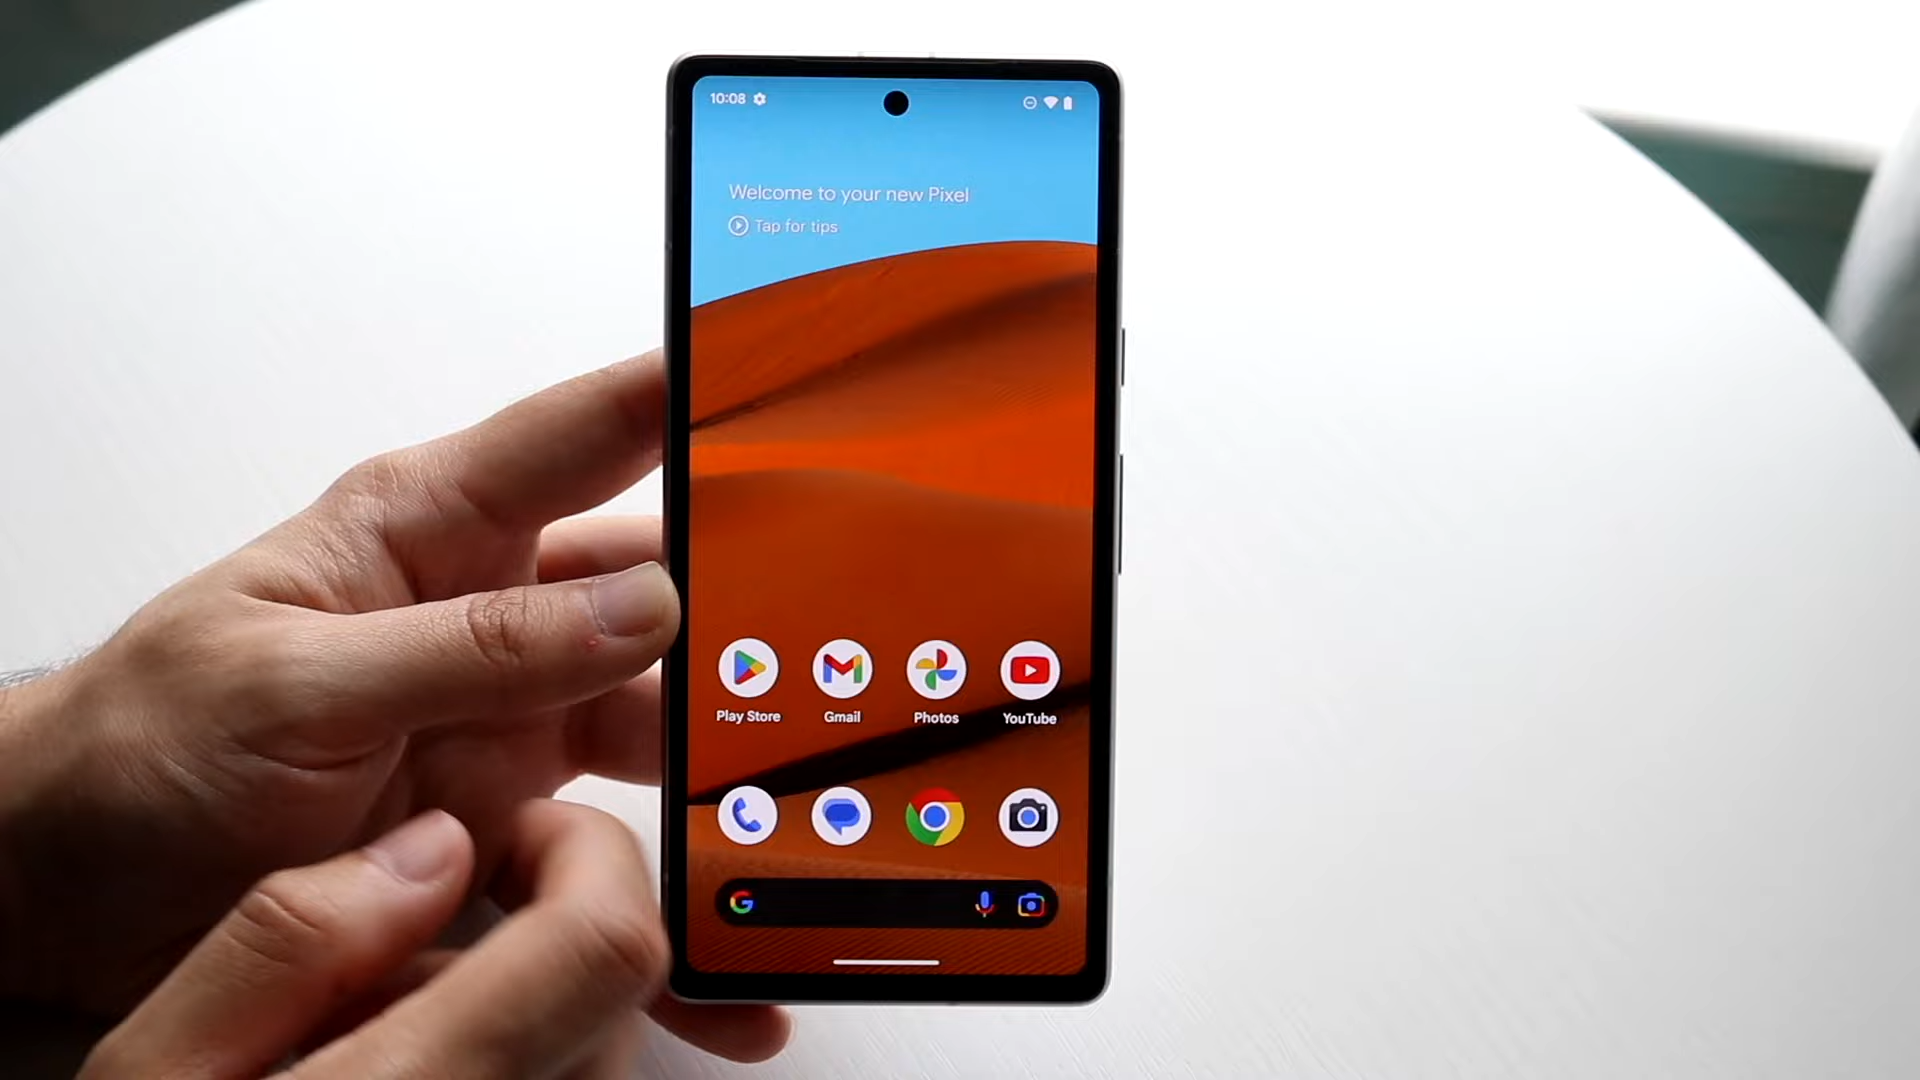 10:08
Welcome to your new Pixel
Tap for tips
Play Store
Gmail
Photos
YouTube